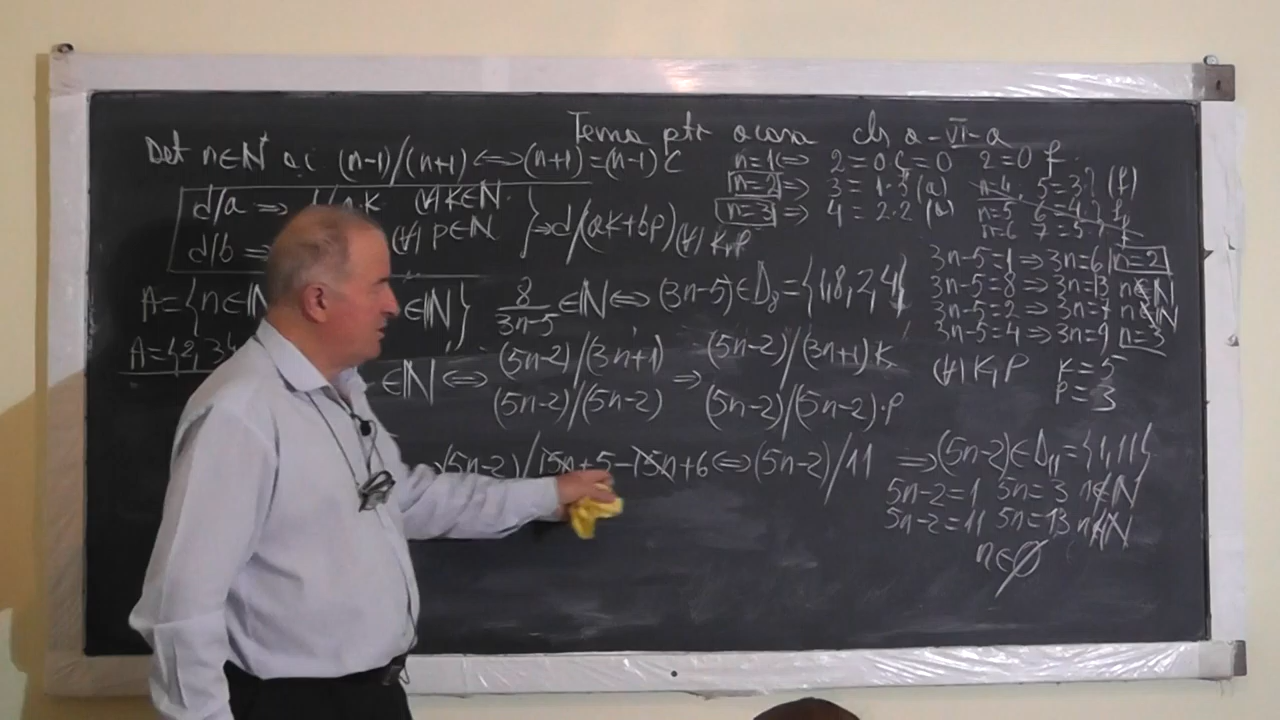 Tema ptr acasa cls a-VI-a
Det n∈N* a.c (n-1)/(n+1) ⇔ (n+1)=(n-1)C
n=1⇔ 2=0 C=0 2=0 f.
n=2 ⇒ 3=1·3 (a)
n=3 ⇒ 4=2·2 (a)
n=4 5=3? (f)
n=5 6=4? f
n=6 7=5? f
d/a ⇒ K (∀) K∈N.
d/b ⇒ (∀) p∈N } ⇒ d/(aK+bp) (∀) K,p
A={n∈N ∈N} 8/(3n-5) ∈N ⇔ (3n-5)∈D₈={1,8,2,4}
A={2,3}
3n-5=1 ⇒ 3n=6 n=2
3n-5=8 ⇒ 3n=13 n∉N
3n-5=2 ⇒ 3n=7 n∉N
3n-5=4 ⇒ 3n=9 n=3
∈N ⇔ (5n-2)/(3n+1) ⇒ (5n-2)/(3n+1)K
(5n-2)/(5n-2) (5n-2)/(5n-2)·p
(∀) K,P K=5
P=3
(5n-2)/15n+5-15n+6 ⇔ (5n-2)/11 ⇒ (5n-2)∈D₁₁={1,11}
5n-2=1 5n=3 n∉N
5n-2=11 5n=13 n∉N
n∈∅